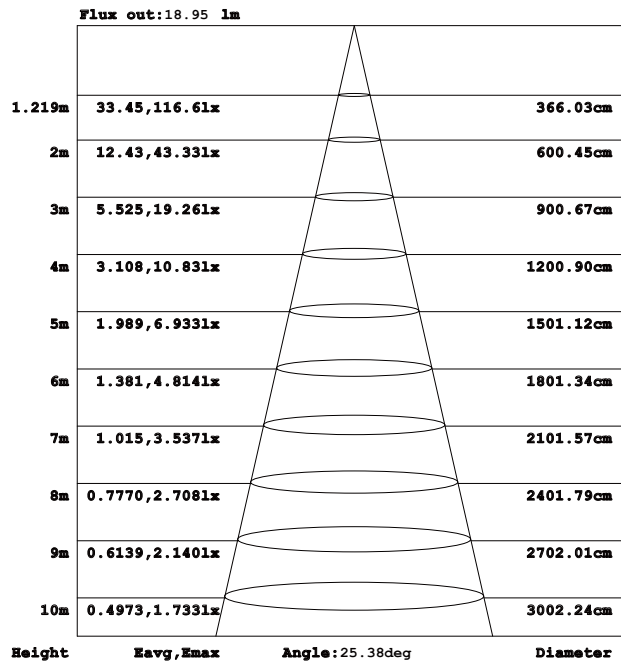 Flux out:18.95 lm
1.219m 33.45,116.6lx 366.03cm
2m 12.43,43.33lx 600.45cm
3m 5.525,19.26lx 900.67cm
4m 3.108,10.83lx 1200.90cm
5m 1.989,6.933lx 1501.12cm
6m 1.381,4.814lx 1801.34cm
7m 1.015,3.537lx 2101.57cm
8m 0.7770,2.708lx 2401.79cm
9m 0.6139,2.140lx 2702.01cm
10m 0.4973,1.733lx 3002.24cm
Height Eavg,Emax Angle:25.38deg Diameter